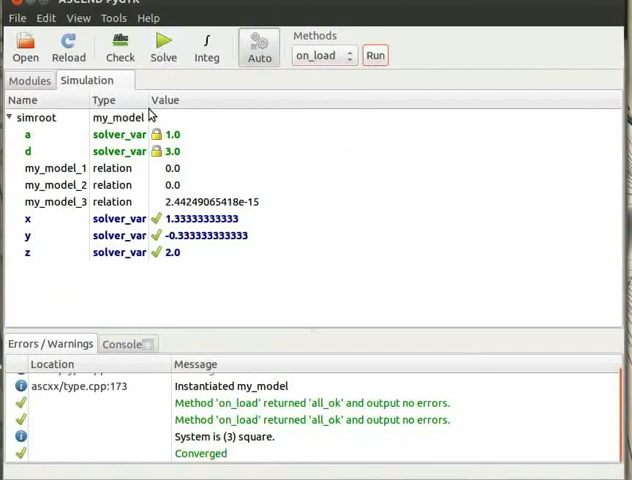 ASCEND PyGTK
File Edit View Tools Help
Methods
Open Reload Check Solve Integ Auto on_load Run
Abc
Modules Simulation
Name Type Value
simroot my_model
a solver_var 1.0
d solver_var 3.0
my_model_1 relation 0.0
my_model_2 relation 0.0
my_model_3 relation 2.44249065418e-15
x solver_var 1.33333333333
y solver_var -0.333333333333
z solver_var 2.0
Errors / Warnings Console
Location Message
ascxx/type.cpp:173 Instantiated my_model
Method 'on_load' returned 'all_ok' and output no errors.
Method 'on_load' returned 'all_ok' and output no errors.
System is (3) square.
Converged